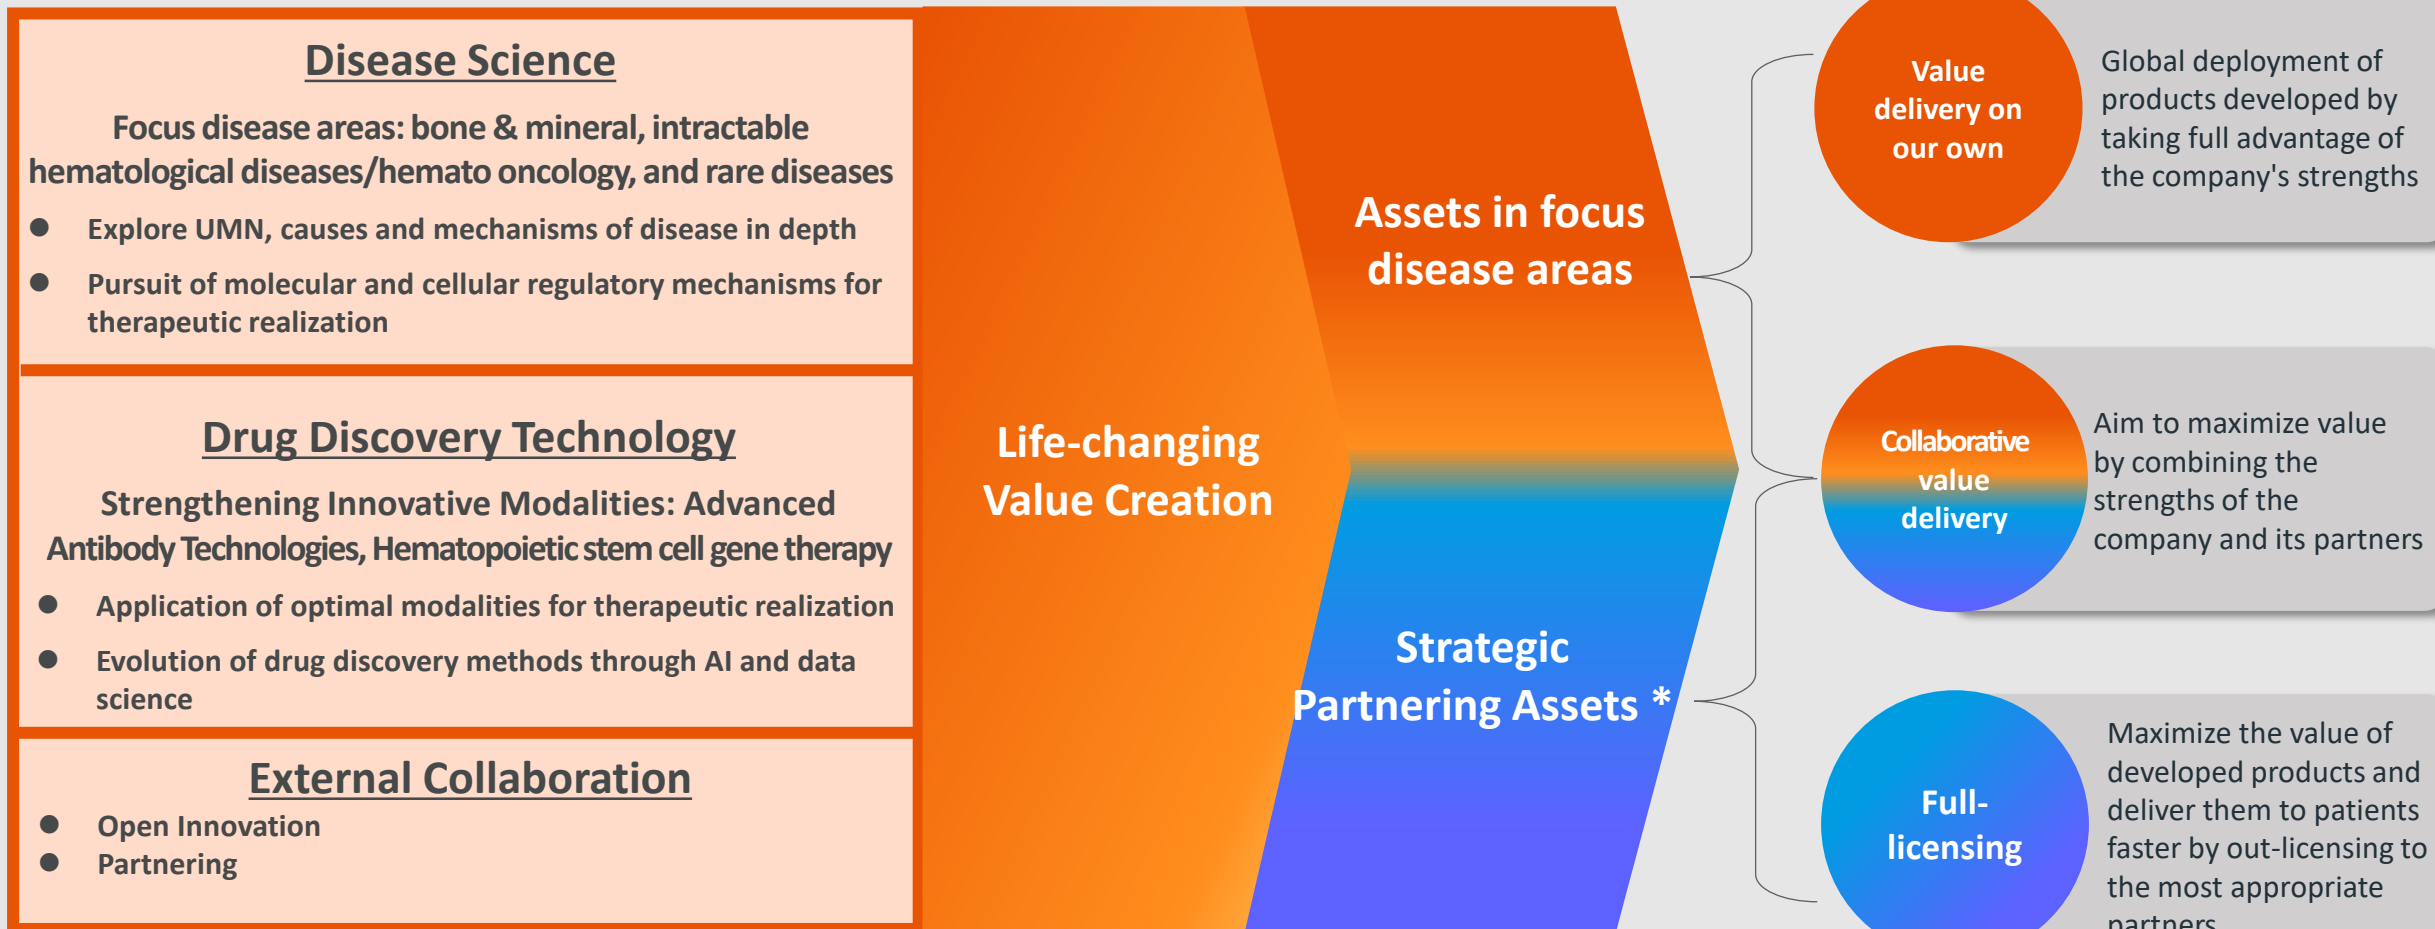 Disease Science
Focus disease areas: bone & mineral, intractable
hematological diseases/hemato oncology, and rare diseases
● Explore UMN, causes and mechanisms of disease in depth
● Pursuit of molecular and cellular regulatory mechanisms for
therapeutic realization
Drug Discovery Technology
Strengthening Innovative Modalities: Advanced
Antibody Technologies, Hematopoietic stem cell gene therapy
● Application of optimal modalities for therapeutic realization
● Evolution of drug discovery methods through AI and data
science
External Collaboration
● Open Innovation
● Partnering
Life-changing
Value Creation
Assets in focus
disease areas
Strategic
Partnering Assets *
Value
delivery on
our own
Global deployment of
products developed by
taking full advantage of
the company's strengths
Collaborative
value
delivery
Aim to maximize value
by combining the
strengths of the
company and its partners
Full-
licensing
Maximize the value of
developed products and
deliver them to patients
faster by out-licensing to
the most appropriate
partners